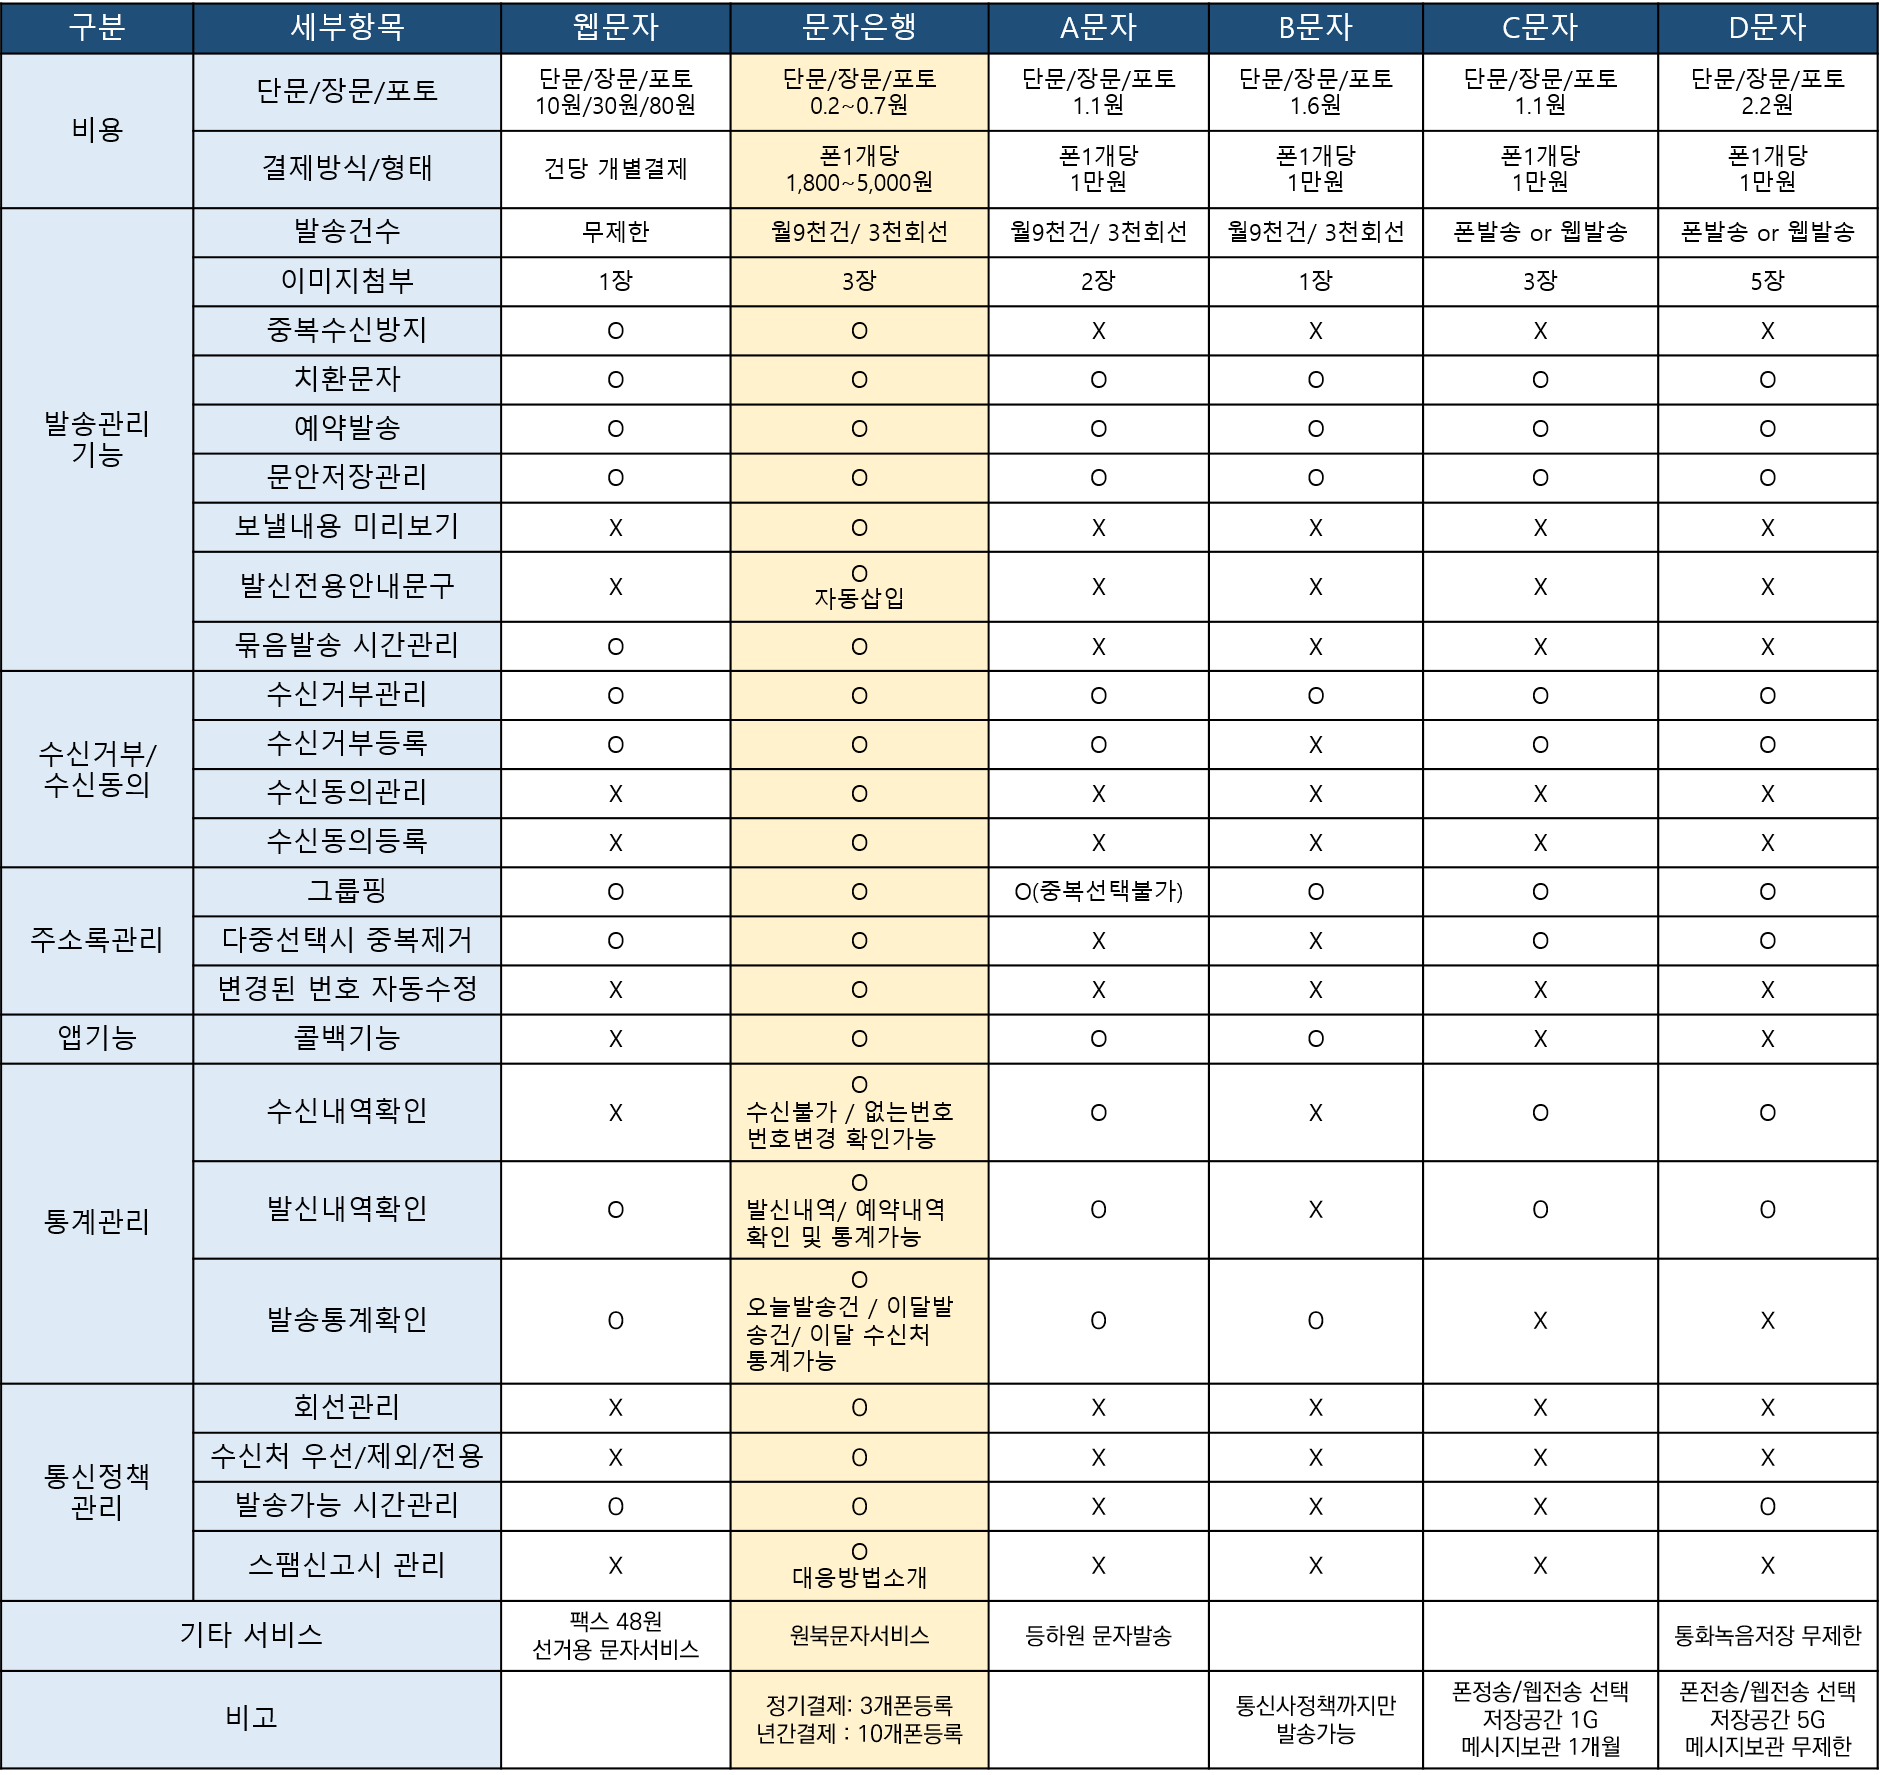 구분 세부항목 웹문자 문자은행 A문자 B문자 C문자 D문자
비용
단문/장문/포토
단문/장문/포토
10원/30원/80원
단문/장문/포토
0.2~0.7원
단문/장문/포토
1.1원
단문/장문/포토
1.6원
단문/장문/포토
1.1원
단문/장문/포토
2.2원
결제방식/형태
건당 개별결제
폰1개당
1,800~5,000원
폰1개당
1만원
폰1개당
1만원
폰1개당
1만원
폰1개당
1만원
발송관리
기능
발송건수 무제한 월9천건/ 3천회선 월9천건/ 3천회선 월9천건/ 3천회선 폰발송 or 웹발송 폰발송 or 웹발송
이미지첨부 1장 3장 2장 1장 3장 5장
중복수신방지 O O X X X X
치환문자 O O O O O O
예약발송 O O O O O O
문안저장관리 O O O O O O
보낼내용 미리보기 X O X X X X
발신전용안내문구 X
O
자동삽입
X X X X
묶음발송 시간관리 O O X X X X
수신거부/
수신동의
수신거부관리 O O O O O O
수신거부등록 O O O X O O
수신동의관리 X O X X X X
수신동의등록 X O X X X X
주소록관리
그룹핑 O O O(중복선택불가) O O O
다중선택시 중복제거 O O X X O O
변경된 번호 자동수정 X O X X X X
앱기능 콜백기능 X O O O X X
통계관리
수신내역확인 X
O
수신불가 / 없는번호
번호변경 확인가능
O X O O
발신내역확인 O
O
발신내역/ 예약내역
확인 및 통계가능
O X O O
발송통계확인 O
O
오늘발송건 / 이달발
송건/ 이달 수신처
통계가능
O O X X
통신정책
관리
회선관리 X O X X X X
수신처 우선/제외/전용 X O X X X X
발송가능 시간관리 O O X X X O
스팸신고시 관리 X
O
대응방법소개
X X X X
기타 서비스
팩스 48원
선거용 문자서비스
원북문자서비스
등하원 문자발송
통화녹음저장 무제한
비고
정기결제: 3개폰등록
년간결제 : 10개폰등록
통신사정책까지만
발송가능
폰정송/웹전송 선택
저장공간 1G
메시지보관 1개월
폰전송/웹전송 선택
저장공간 5G
메시지보관 무제한